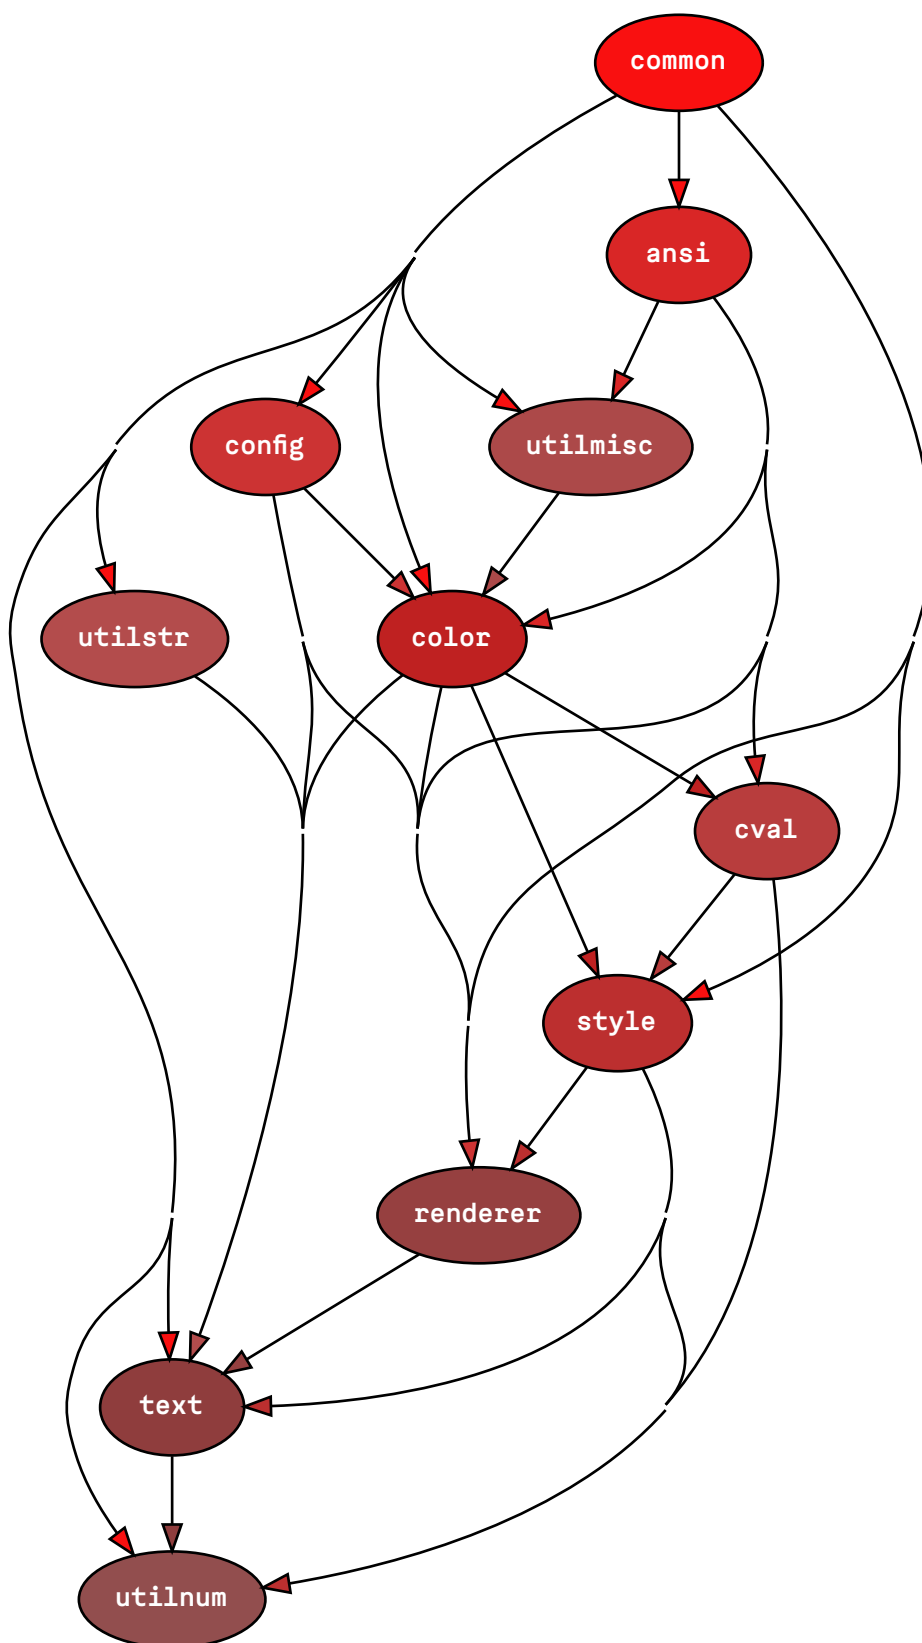 common
ansi
config
utilmisc
utilstr
color
cval
style
renderer
text
utilnum